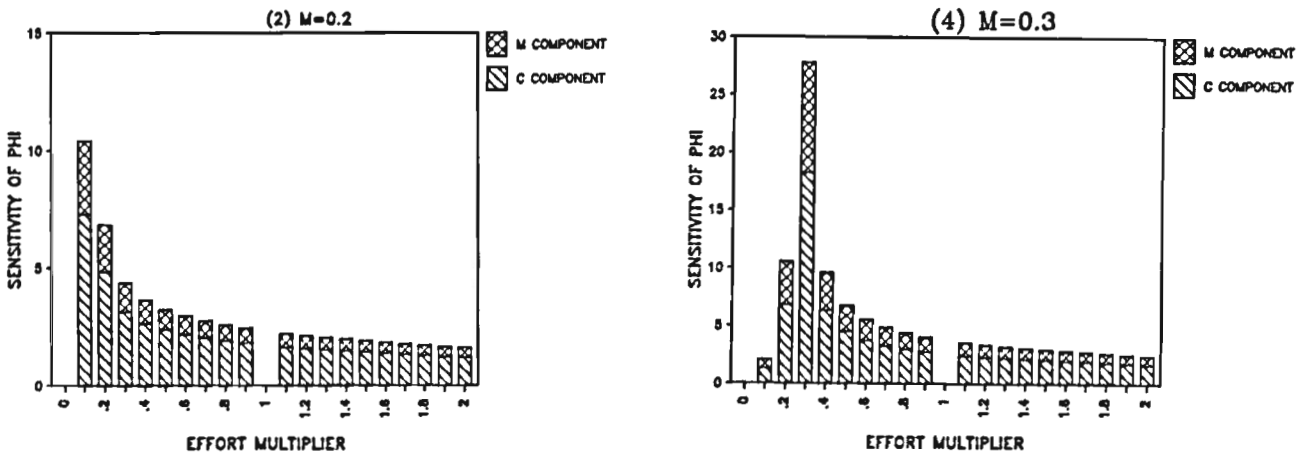 (2) M=0.2
15
10
5
0
SENSITIVITY OF PHI
0 .2 .4 .6 .8 1 1.2 1.4 1.6 1.8 2
EFFORT MULTIPLIER
M COMPONENT
C COMPONENT
(4) M=0.3
30
25
20
15
10
5
0
SENSITIVITY OF PHI
0 .2 .4 .6 .8 1 1.2 1.4 1.6 1.8 2
EFFORT MULTIPLIER
M COMPONENT
C COMPONENT